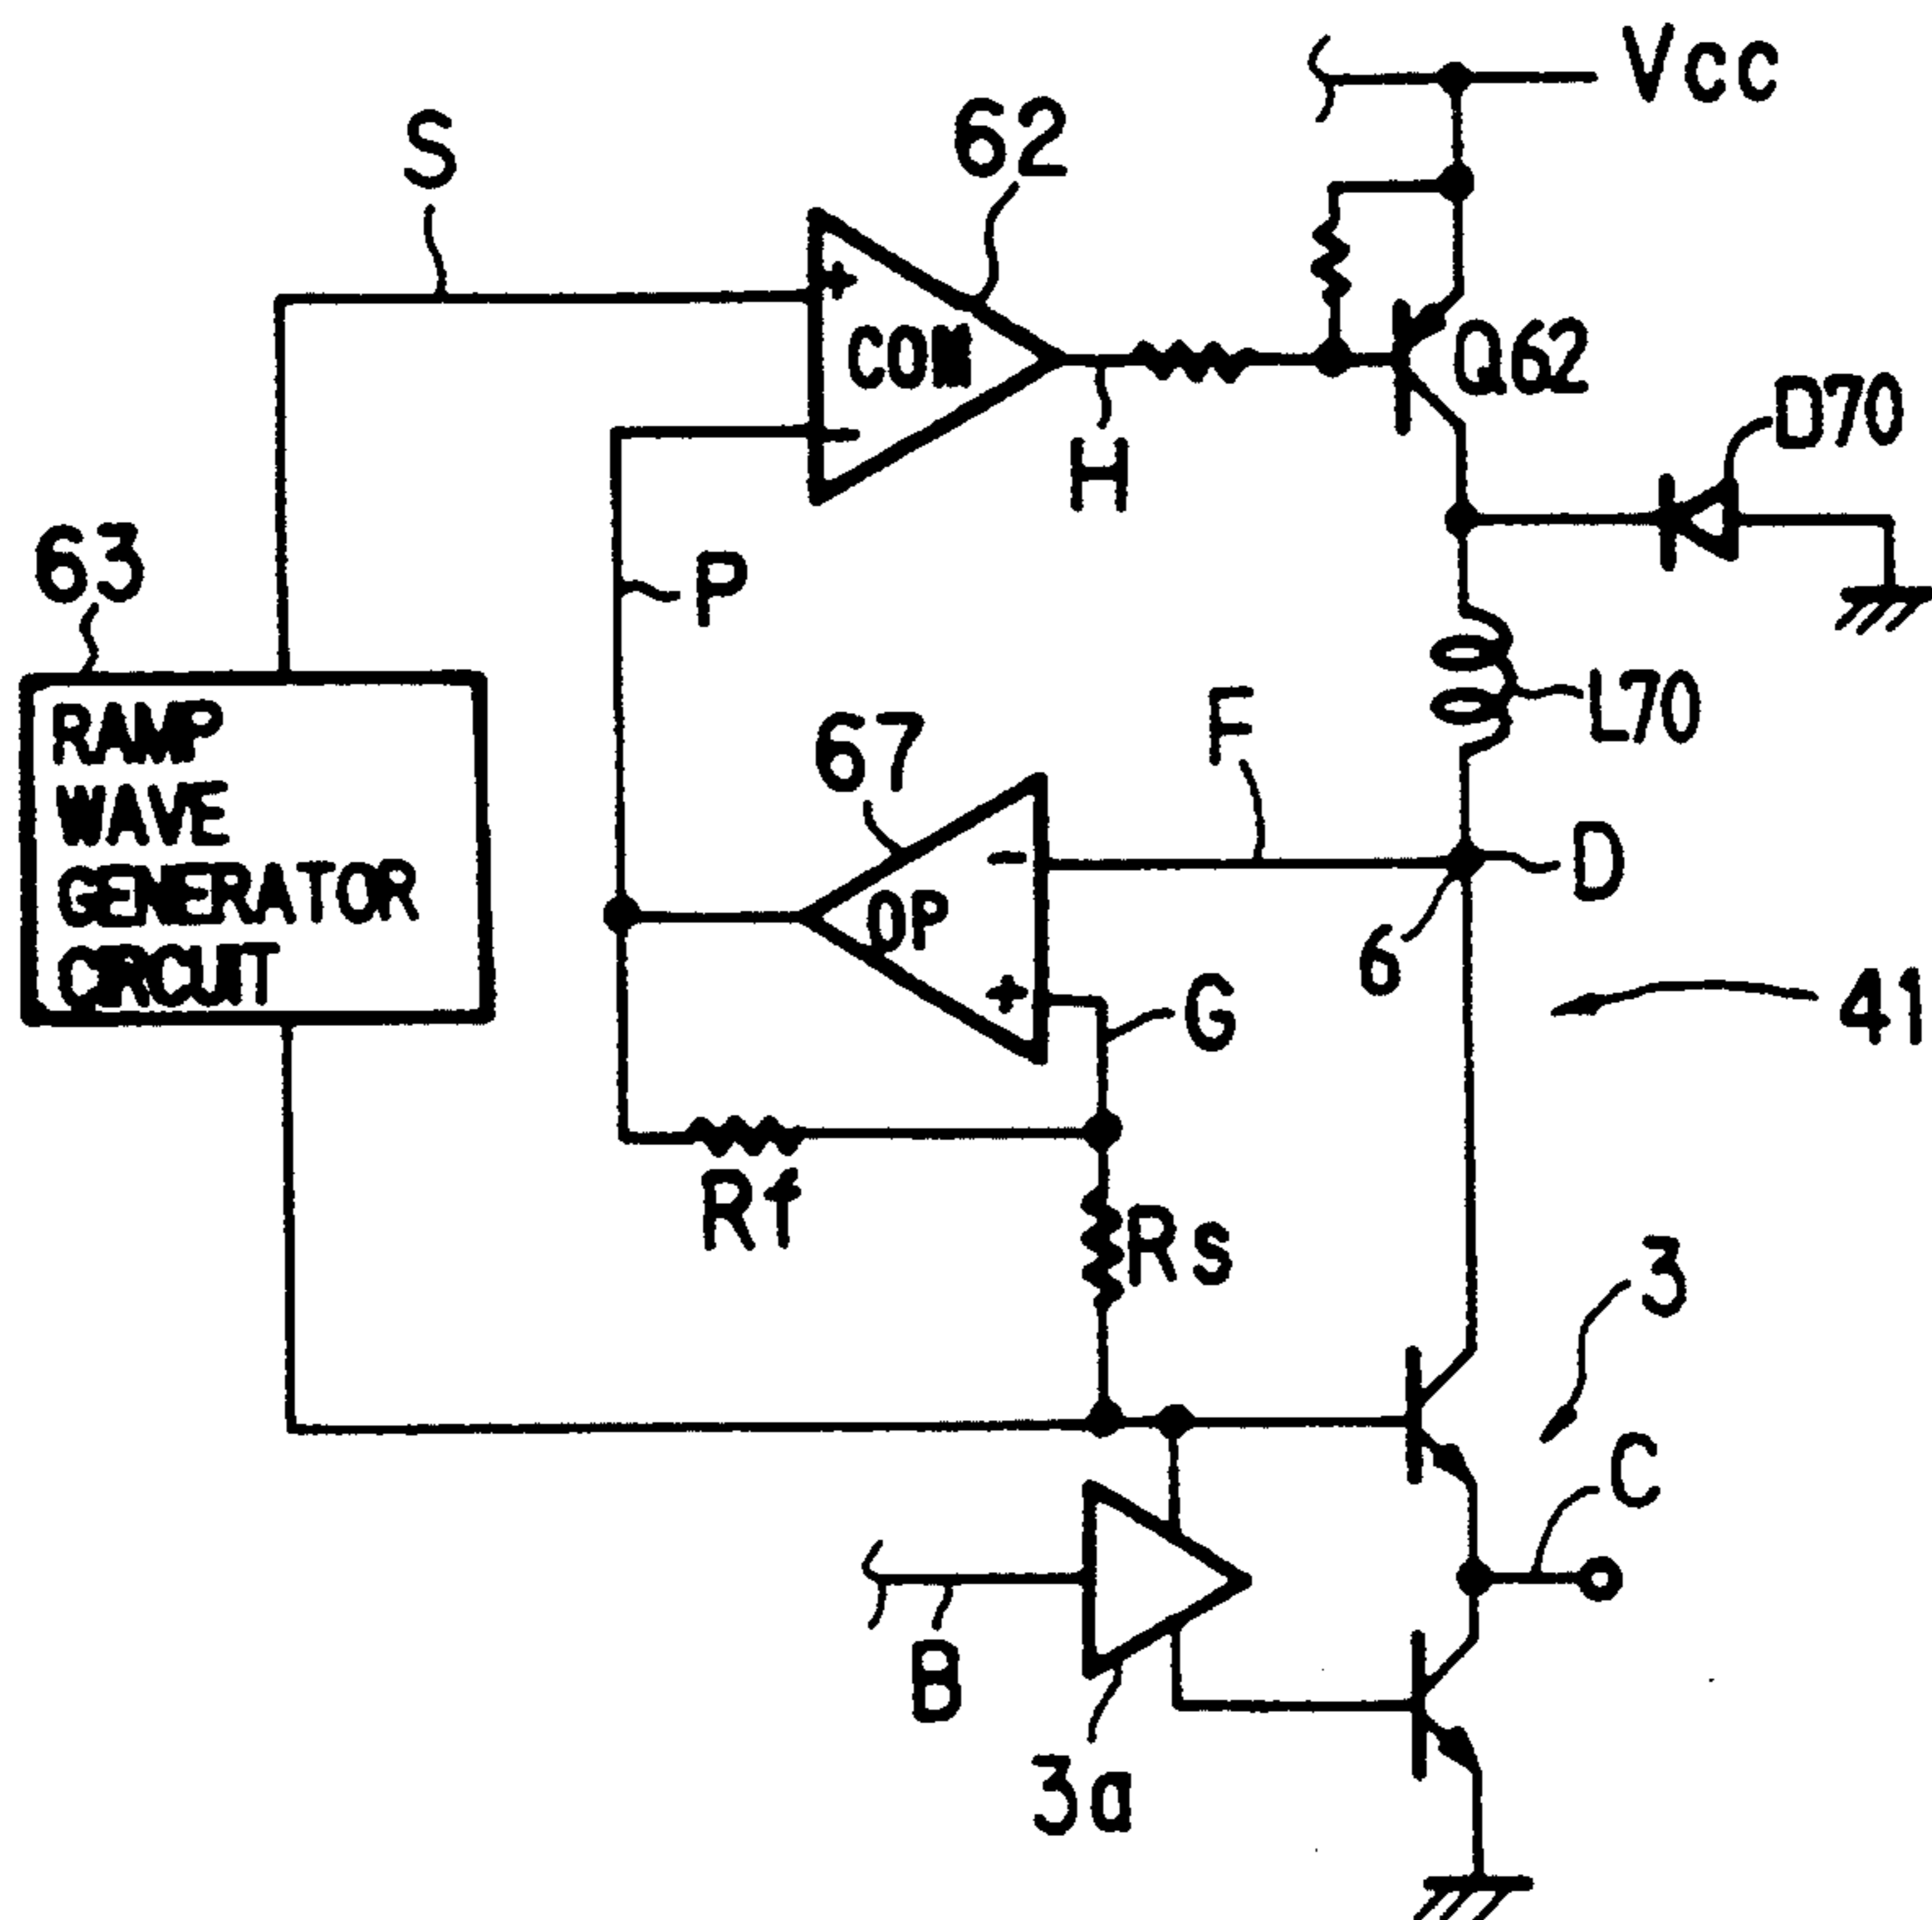 Vcc
S
62
+
COM
Q62
D70
H
63
P
RAMP
WAVE
GENERATOR
CIRCUIT
67
F
L70
-
D
OP
6
+
G
41
Rf
Rs
3
C
B
3a